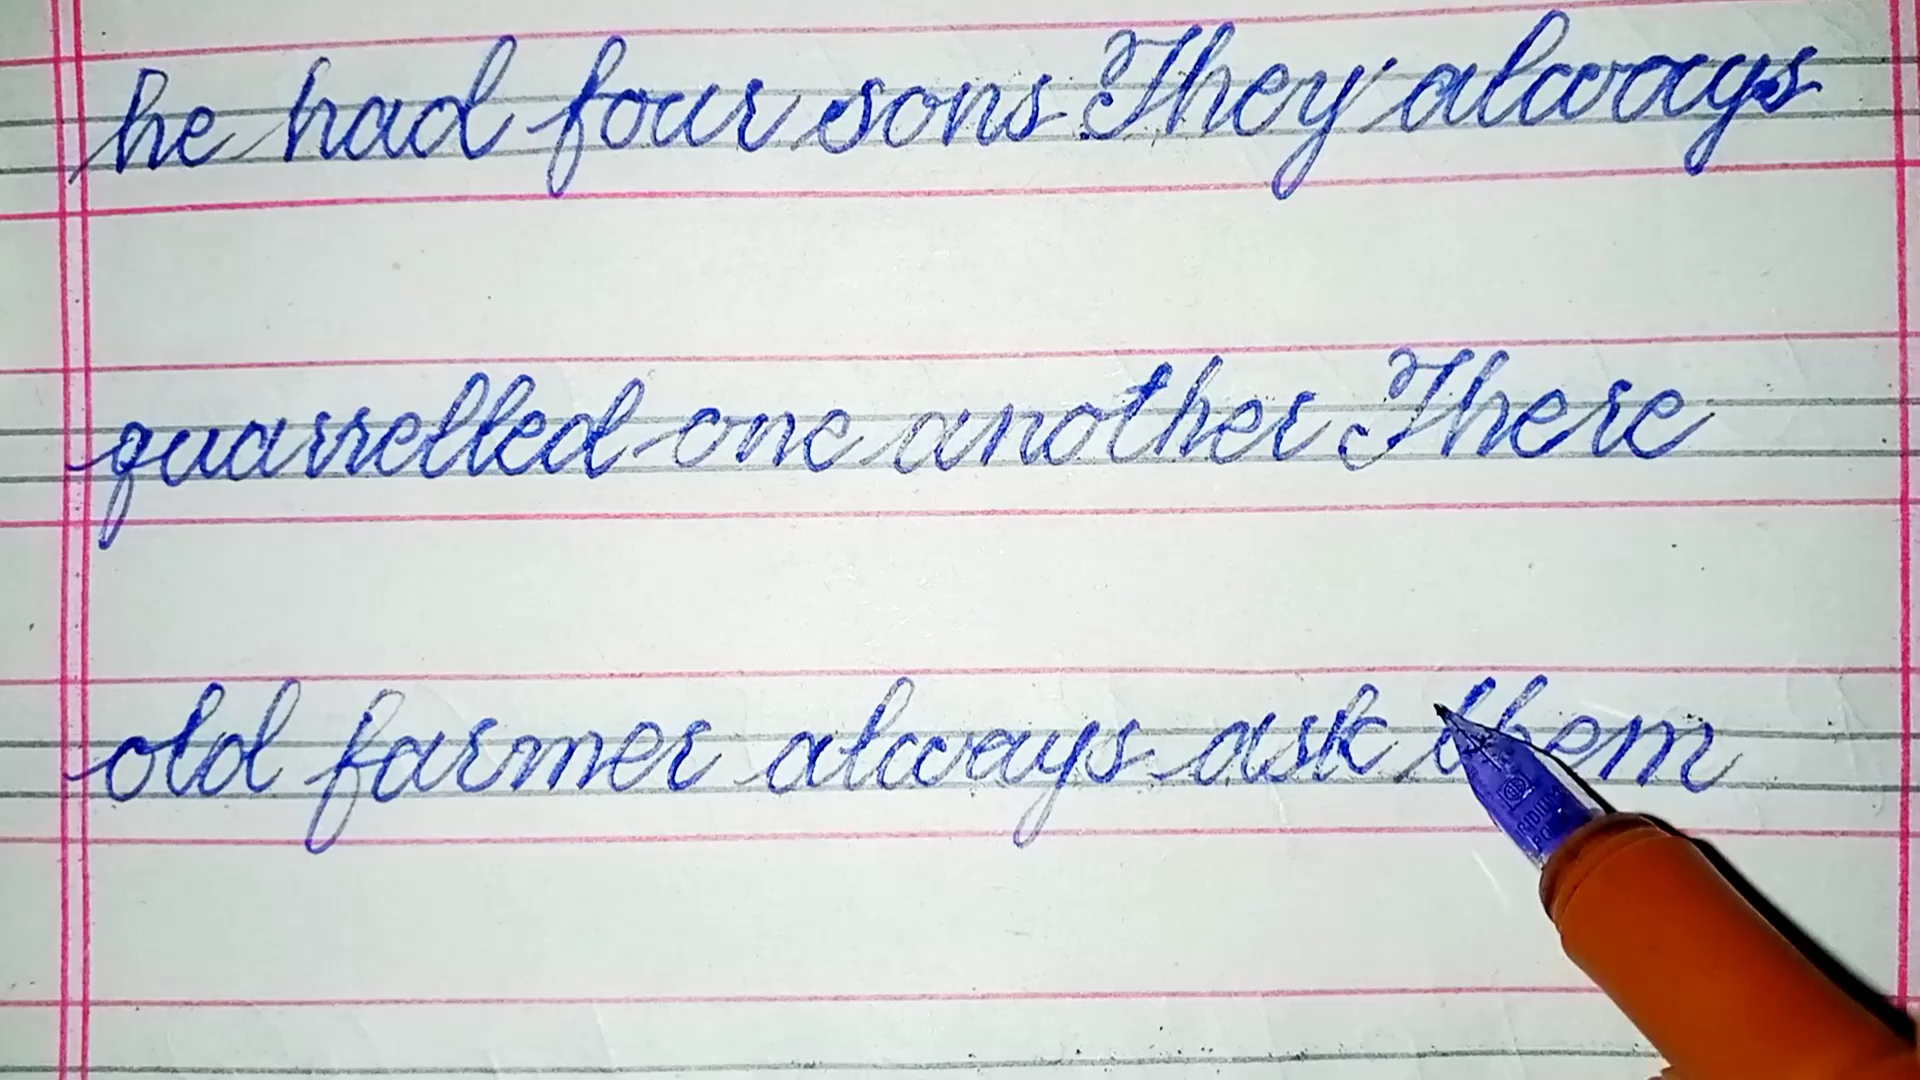 he had four sons They always
quarrelled one another There
old farmer always ask them